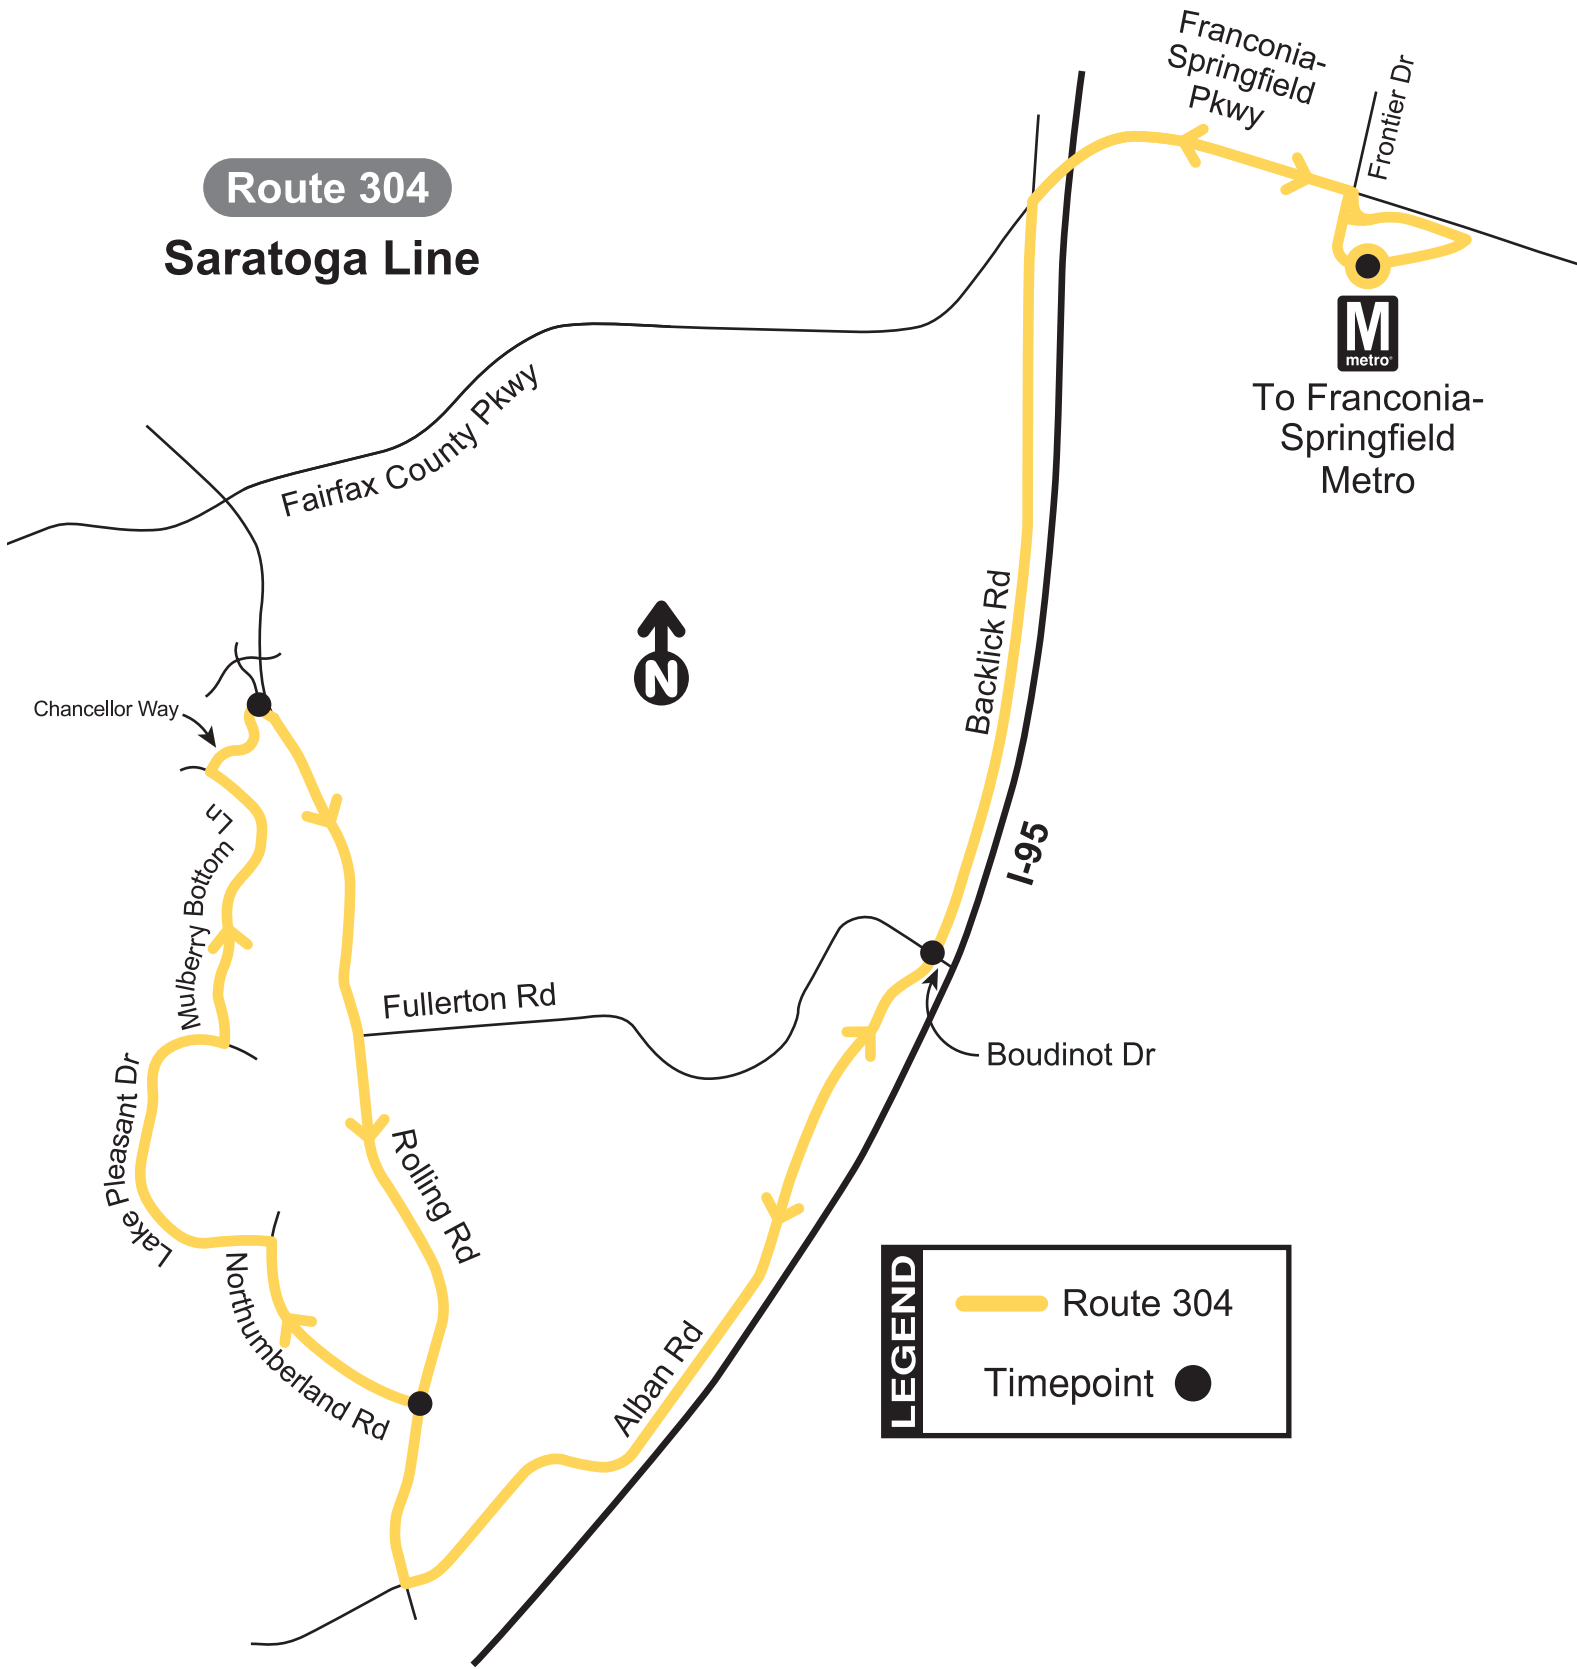 Route 304
Saratoga Line
Franconia-
Springfield
Pkwy
Frontier Dr
M
metro
To Franconia-
Springfield
Metro
Fairfax County Pkwy
N
Backlick Rd
Chancellor Way
I-95
Mulberry Bottom Ln
Fullerton Rd
Boudinot Dr
Lake Pleasant Dr
Rolling Rd
Northumberland Rd
Alban Rd
LEGEND
Route 304
Timepoint